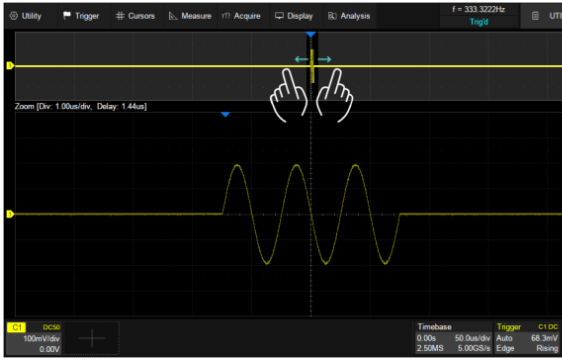 Utility Trigger Cursors Measure Acquire Display Analysis f = 333.3222Hz Trig'd UTI
Zoom [Div: 1.00us/div, Delay: 1.44us]
C1 DC50
100mV/div
0.00V
Timebase
0.00s 50.0us/div
2.50MS 5.00GS/s
Trigger C1 DC
Auto 68.3mV
Edge Rising